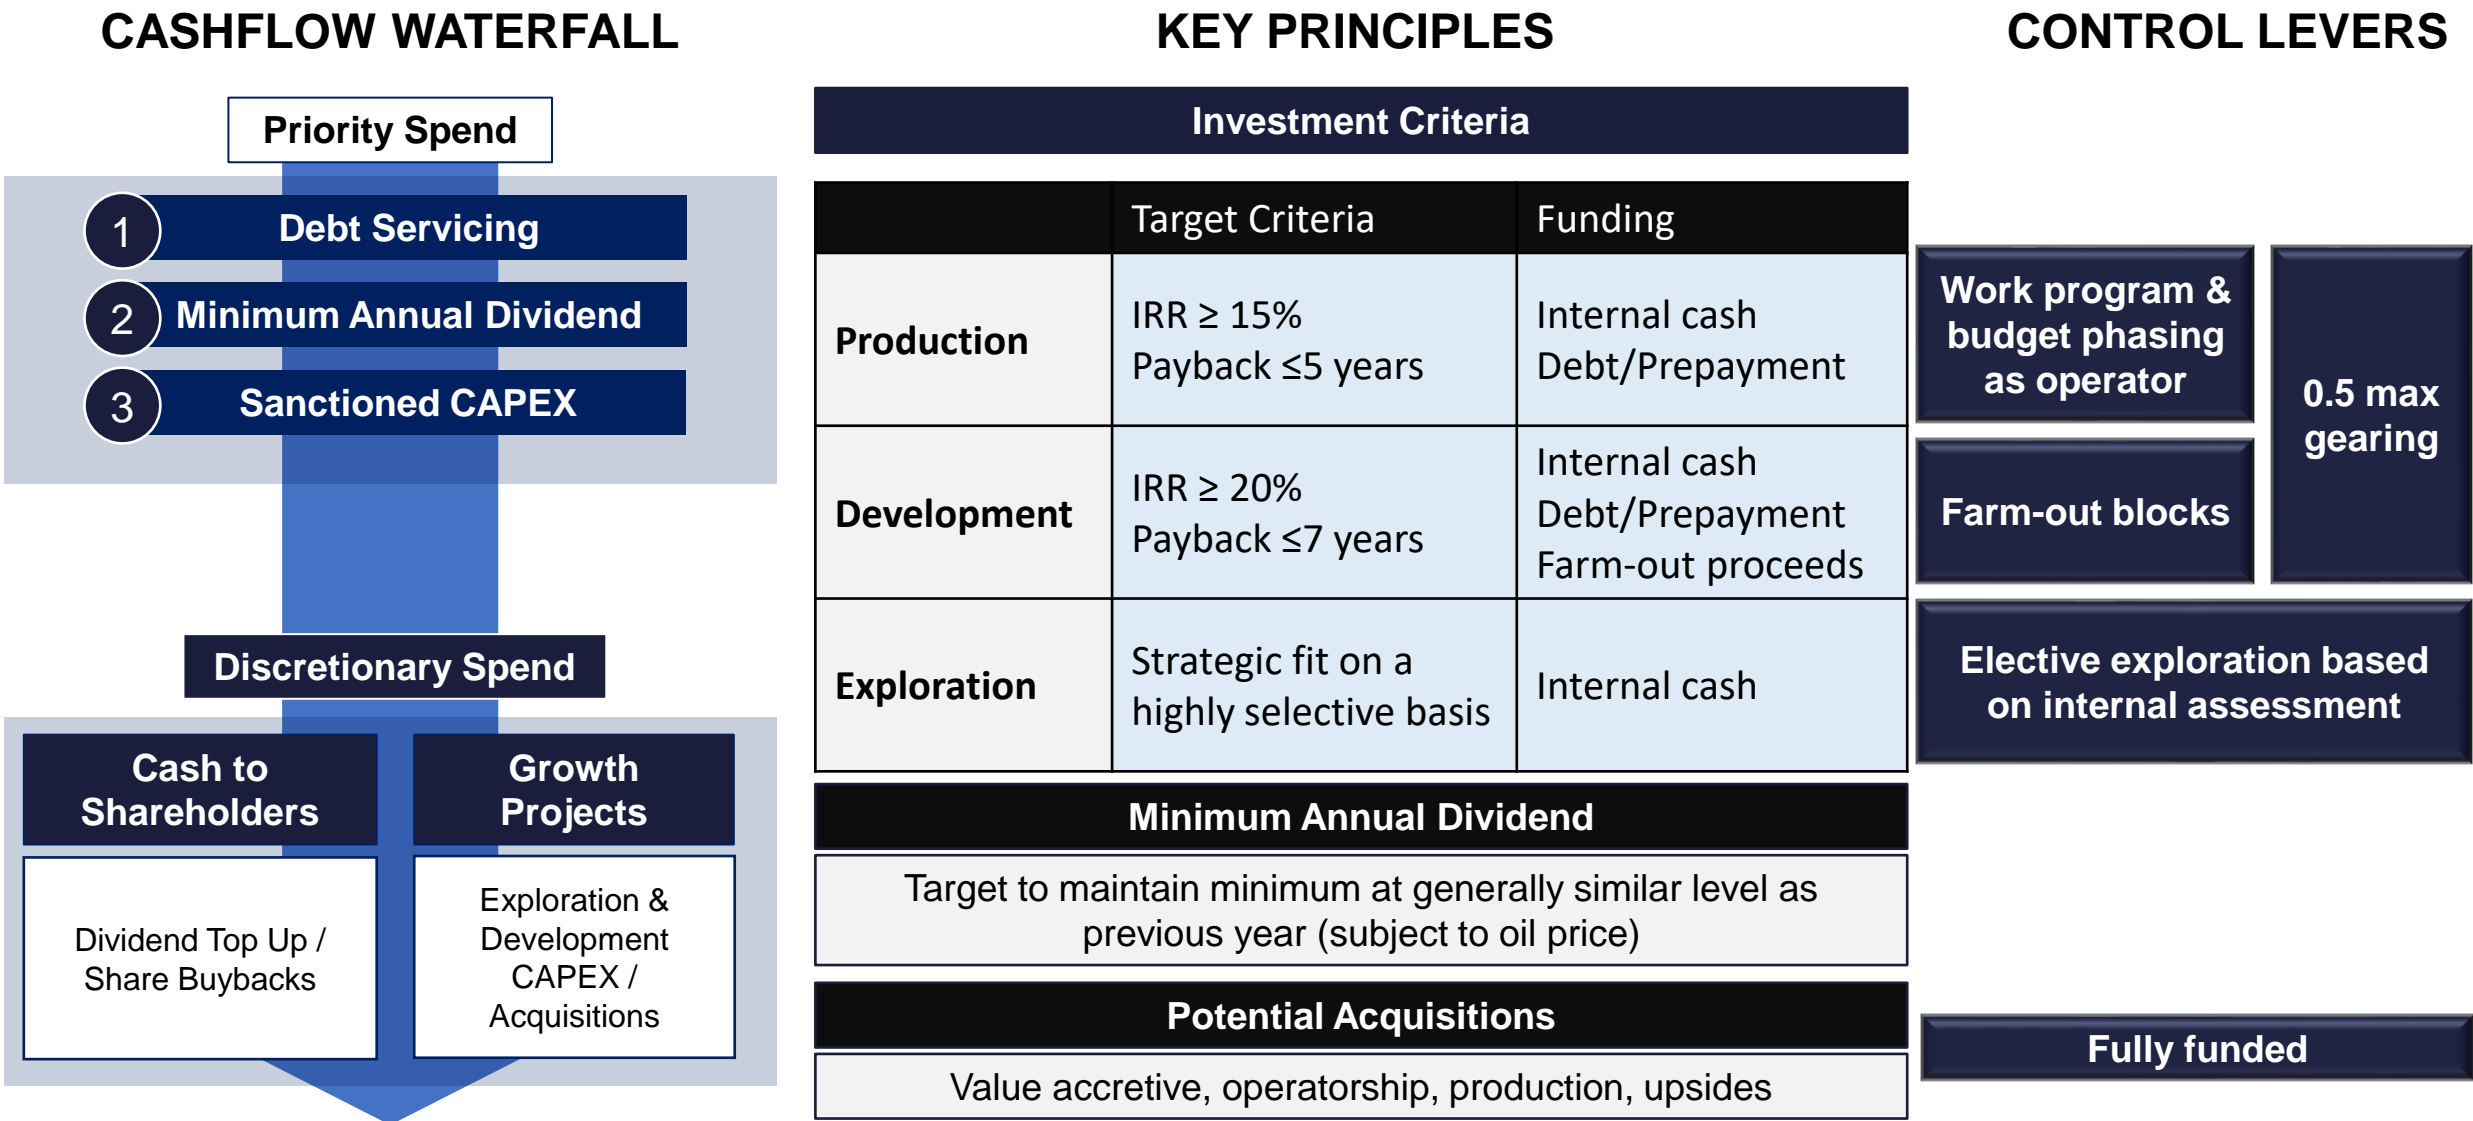 CASHFLOW WATERFALL
KEY PRINCIPLES
CONTROL LEVERS
Priority Spend
1
Debt Servicing
2
Minimum Annual Dividend
3
Sanctioned CAPEX
Discretionary Spend
Cash to
Shareholders
Dividend Top Up /
Share Buybacks
Growth
Projects
Exploration &
Development
CAPEX /
Acquisitions
Investment Criteria
Target Criteria
Funding
Production
IRR ≥ 15%
Payback ≤5 years
Internal cash
Debt/Prepayment
Development
IRR ≥ 20%
Payback ≤7 years
Internal cash
Debt/Prepayment
Farm-out proceeds
Exploration
Strategic fit on a
highly selective basis
Internal cash
Minimum Annual Dividend
Target to maintain minimum at generally similar level as
previous year (subject to oil price)
Potential Acquisitions
Value accretive, operatorship, production, upsides
Work program &
budget phasing
as operator
Farm-out blocks
0.5 max
gearing
Elective exploration based
on internal assessment
Fully funded